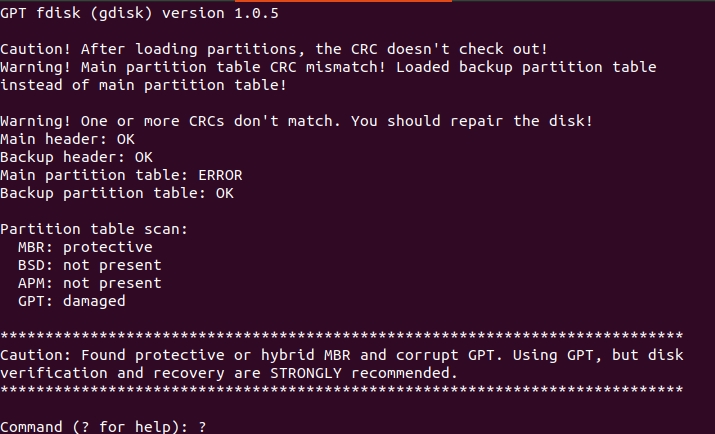 GPT fdisk (gdisk) version 1.0.5
Caution! After loading partitions, the CRC doesn't check out!
Warning! Main partition table CRC mismatch! Loaded backup partition table
instead of main partition table!
Warning! One or more CRCs don't match. You should repair the disk!
Main header: OK
Backup header: OK
Main partition table: ERROR
Backup partition table: OK
Partition table scan:
  MBR: protective
  BSD: not present
  APM: not present
  GPT: damaged
****************************************************************************
Caution: Found protective or hybrid MBR and corrupt GPT. Using GPT, but disk
verification and recovery are STRONGLY recommended.
****************************************************************************
Command (? for help): ?